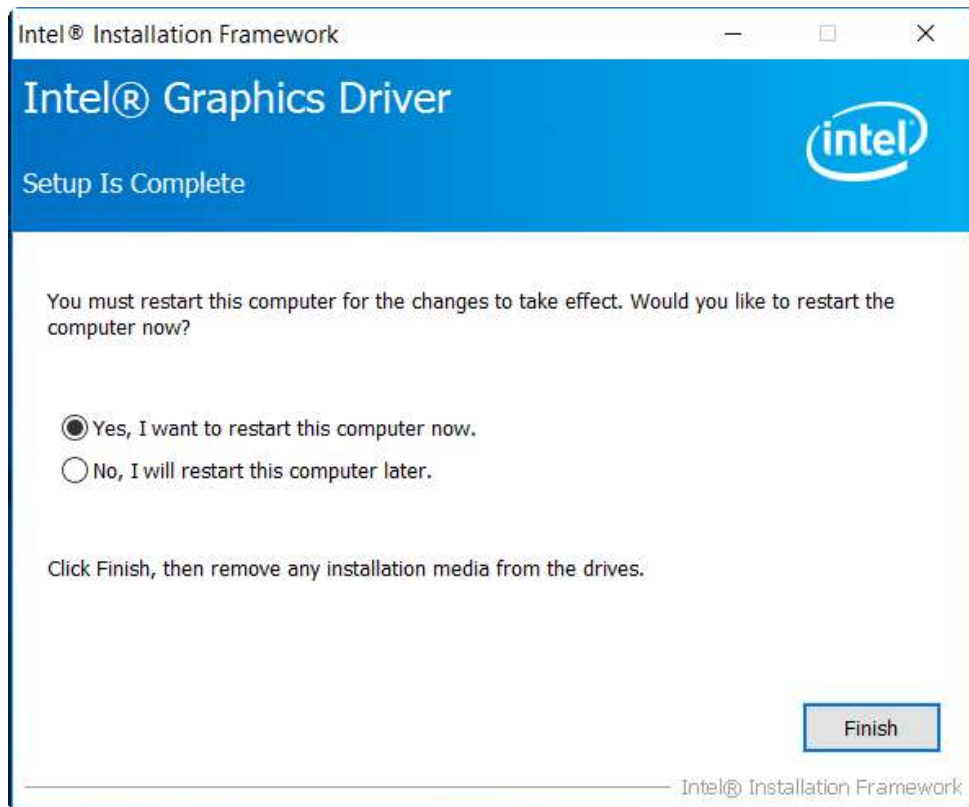 Intel® Installation Framework
Intel® Graphics Driver
intel
Setup Is Complete
You must restart this computer for the changes to take effect. Would you like to restart the
computer now?
Yes, I want to restart this computer now.
No, I will restart this computer later.
Click Finish, then remove any installation media from the drives.
Finish
Intel® Installation Framework